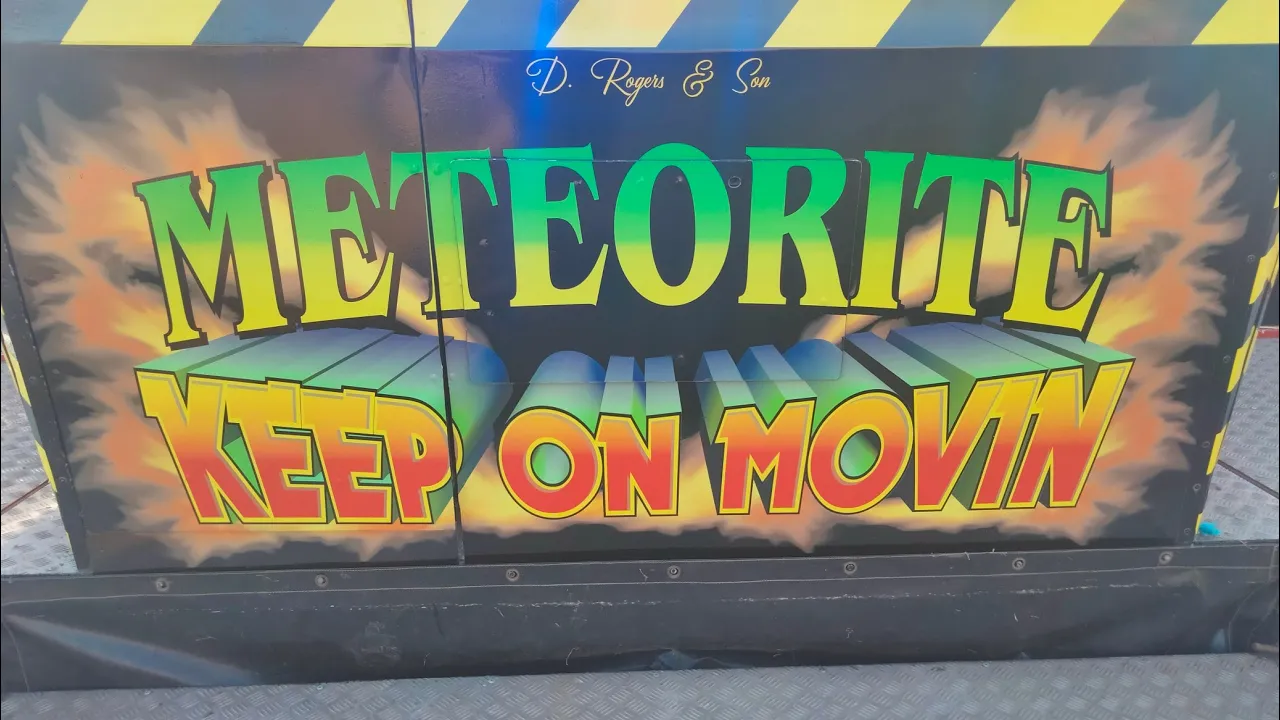 D. Rogers & Son
METEORITE
KEEP ON MOVIN